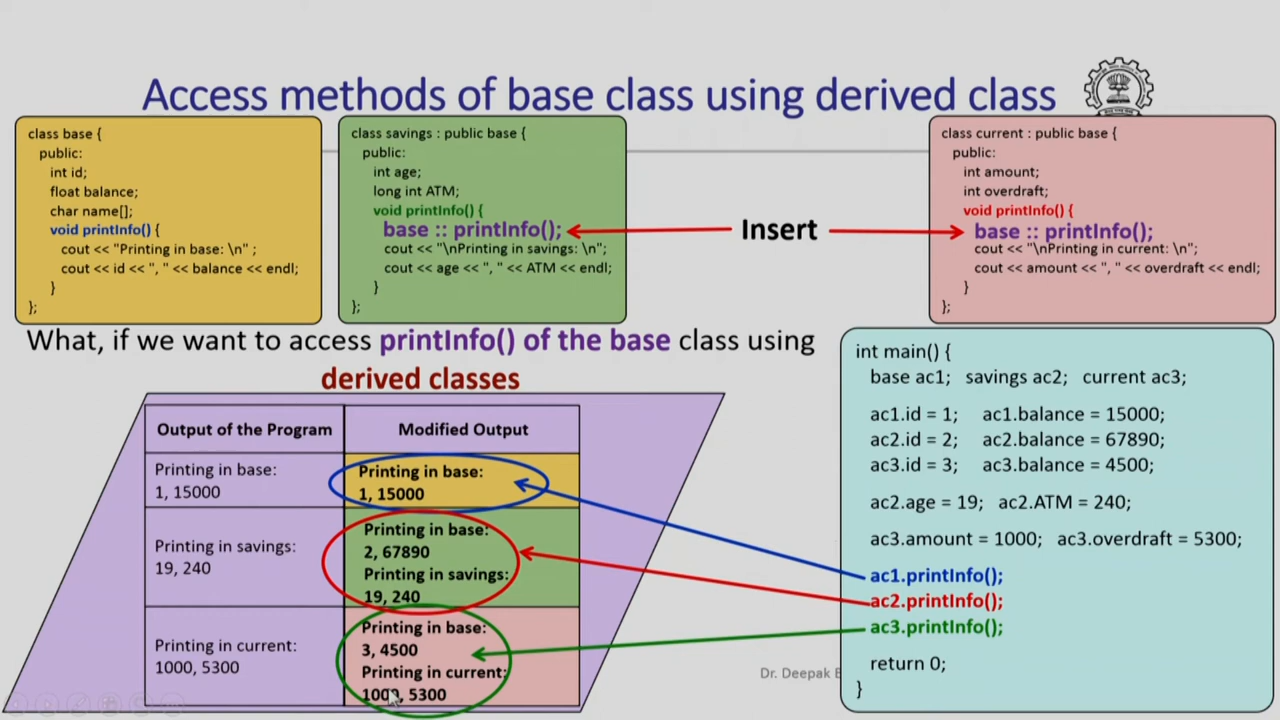 Access methods of base class using derived class
class base {
public:
int id;
float balance;
char name[];
void printInfo() {
cout << "Printing in base: \n" ;
cout << id << ", " << balance << endl;
}
};
class savings : public base {
public:
int age;
long int ATM;
void printInfo() {
base :: printInfo();
cout << "\nPrinting in savings: \n";
cout << age << ", " << ATM << endl;
}
};
Insert
class current : public base {
public:
int amount;
int overdraft;
void printInfo() {
base :: printInfo();
cout << "\nPrinting in current: \n";
cout << amount << ", " << overdraft << endl;
}
};
What, if we want to access printInfo() of the base class using
derived classes
Output of the Program
Modified Output
Printing in base:
1, 15000
Printing in base:
1, 15000
Printing in savings:
19, 240
Printing in base:
2, 67890
Printing in savings:
19, 240
Printing in current:
1000, 5300
Printing in base:
3, 4500
Printing in current:
1000, 5300
int main() {
base ac1; savings ac2; current ac3;
ac1.id = 1; ac1.balance = 15000;
ac2.id = 2; ac2.balance = 67890;
ac3.id = 3; ac3.balance = 4500;
ac2.age = 19; ac2.ATM = 240;
ac3.amount = 1000; ac3.overdraft = 5300;
ac1.printInfo();
ac2.printInfo();
ac3.printInfo();
return 0;
}
Dr. Deepak